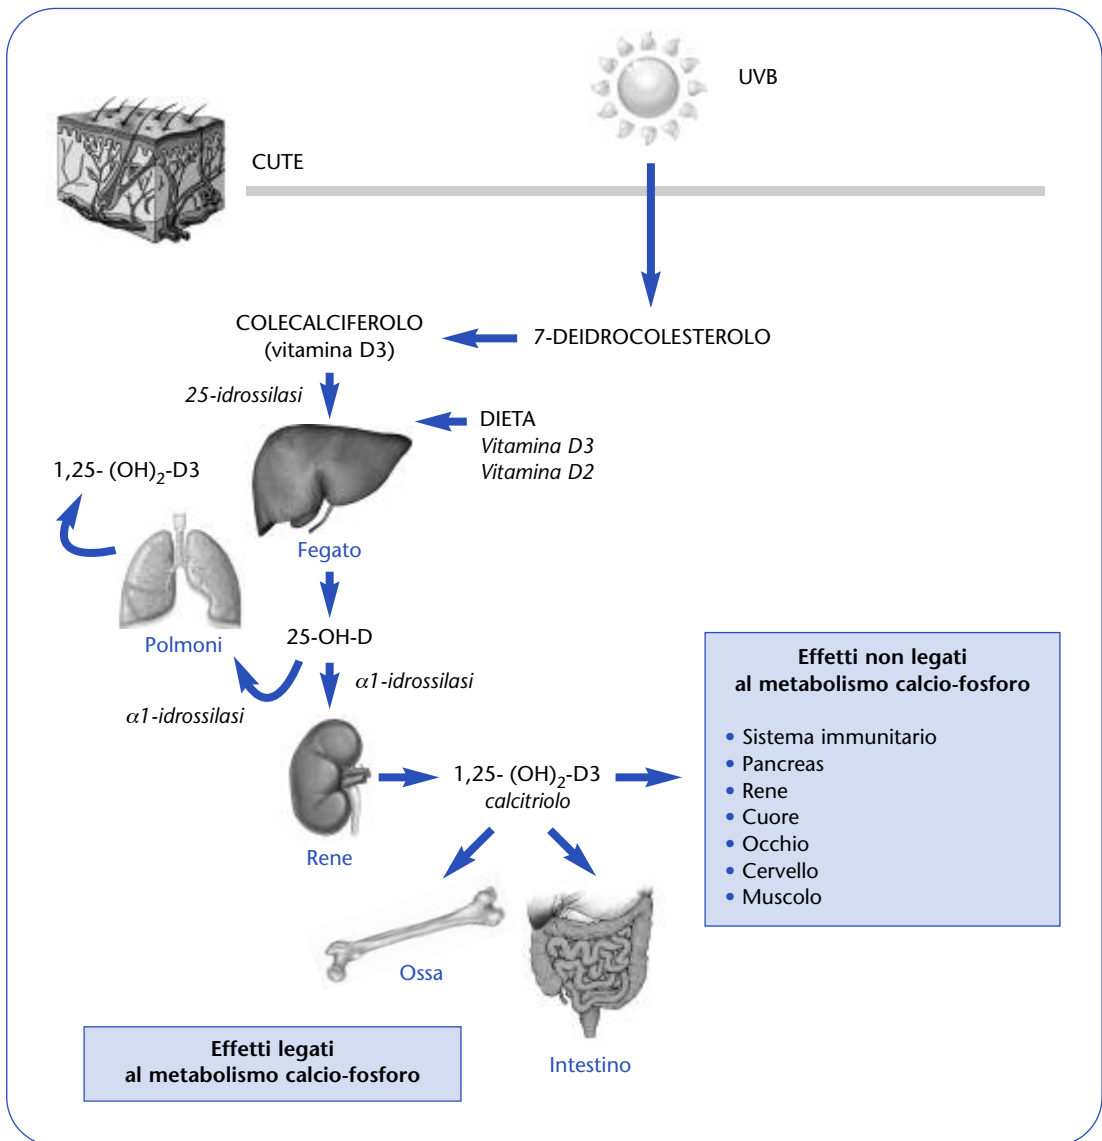 UVB
CUTE
COLECALCIFEROLO
(vitamina D3)
7-DEIDROCOLESTEROLO
25-idrossilasi
DIETA
Vitamina D3
Vitamina D2
1,25- (OH)₂-D3
Fegato
Polmoni
25-OH-D
α1-idrossilasi
α1-idrossilasi
Effetti non legati
al metabolismo calcio-fosforo
• Sistema immunitario
• Pancreas
• Rene
• Cuore
• Occhio
• Cervello
• Muscolo
1,25- (OH)₂-D3
calcitriolo
Rene
Ossa
Intestino
Effetti legati
al metabolismo calcio-fosforo